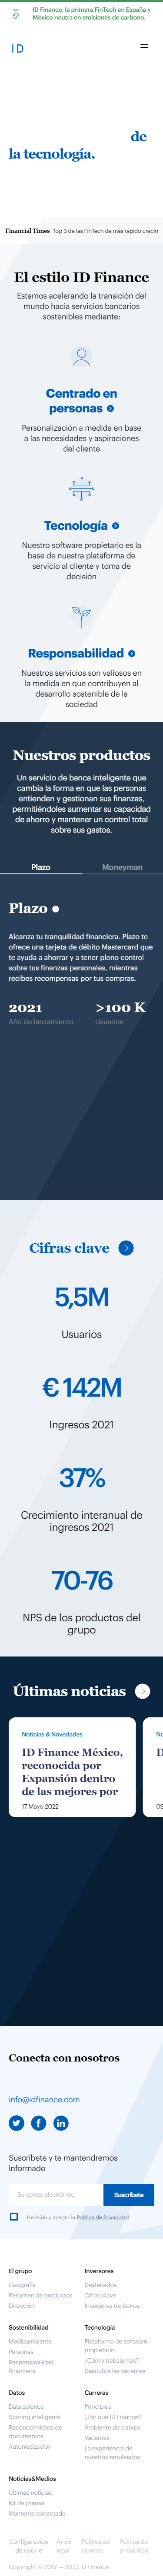 ID Finance, la primera FinTech en España y
México neutra en emisiones de carbono.
ID
de
la tecnología.
Financial Times Top 3 de las FinTech de más rápido crecin
El estilo ID Finance
Estamos acelerando la transición del
mundo hacia servicios bancarios
sostenibles mediante:
Centrado en
personas
Personalización a medida en base
a las necesidades y aspiraciones
del cliente
Tecnología
Nuestro software propietario es la
base de nuestra plataforma de
servicio al cliente y toma de
decisión
Responsabilidad
Nuestros servicios son valiosos en
la medida en que contribuyen al
desarrollo sostenible de la
sociedad
Nuestros productos
Un servicio de banca inteligente que
cambia la forma en que las personas
entienden y gestionan sus finanzas,
permitiéndoles aumentar su capacidad
de ahorro y mantener un control total
sobre sus gastos.
Plazo Moneyman
Plazo
Alcanza tu tranquilidad financiera. Plazo te
ofrece una tarjeta de débito Mastercard que
te ayuda a ahorrar y a tener pleno control
sobre tus finanzas personales, mientras
recibes recompensas por tus compras.
2021 >100 K
Año de lanzamiento Usuarios
Cifras clave
5,5M
Usuarios
€ 142M
Ingresos 2021
37%
Crecimiento interanual de
ingresos 2021
70-76
NPS de los productos del
grupo
Últimas noticias
Noticias & Novedades
ID Finance México,
reconocida por
Expansión dentro
de las mejores por
17 Mayo 2022
Conecta con nosotros
info@idfinance.com
Suscríbete y te mantendremos
informado
Su correo electrónico
Suscríbete
He leído y acepto la Política de Privacidad
El grupo
Geografía
Resumen de productos
Dirección
Inversores
Destacados
Cifras clave
Inversores de bonos
Sostenibilidad
Medioambiente
Personas
Responsabilidad
financiera
Tecnología
Plataforma de software
propietario
¿Cómo trabajamos?
Descubre las vacantes
Datos
Data science
Scoring inteligente
Reconocimiento de
documentos
Automatización
Carreras
Principios
¿Por qué ID Finance?
Ambiente de trabajo
Vacantes
La experiencia de
nuestros empleados
Noticias&Medios
Últimas noticias
Kit de prensa
Mantente conectado
Configuración
de cookie
Aviso
legal
Política de
cookies
Política de
privacidad
Copyright © 2012 — 2022 ID Finance